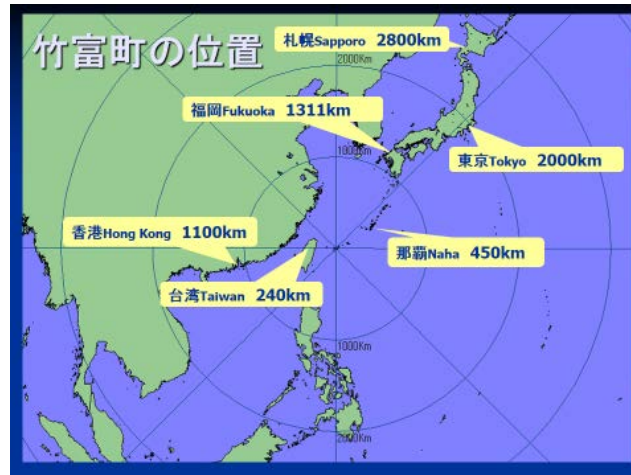 竹富町の位置
札幌Sapporo 2800km
2000Km
福岡Fukuoka 1311km
1000Km
東京Tokyo 2000km
香港Hong Kong 1100km
那覇Naha 450km
台湾Taiwan 240km
1000Km
2000Km